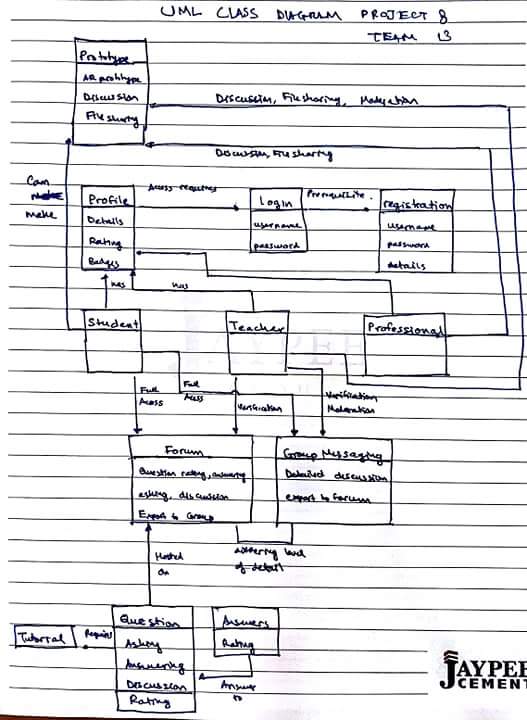 UML CLASS DIAGRAM PROJECT 8
TEAM 13
Prototype
AR prototype
Discussion
File sharing
Discussion, File sharing, Moderation
Discussion, File sharing
Can
make
make
Profile
Details
Rating
Badges
Access requires
Login
username
password
Prerequisite.
registration
username
password
details
has
has
Student
Teacher
Professional
JAYPEE
Full
Acess
Full
Acess
Verification
Verification
Moderation
Forum
Question rating, answering
asking, discussion
Export to Group
Group Messaging
Detailed discussion
export to forum
Hosted
on
differing level
of detail
Tutorial
Requires
Question
Asking
Answering
Discussion
Rating
Answers
Rating
Answer
to
JAYPEE
CEMENT